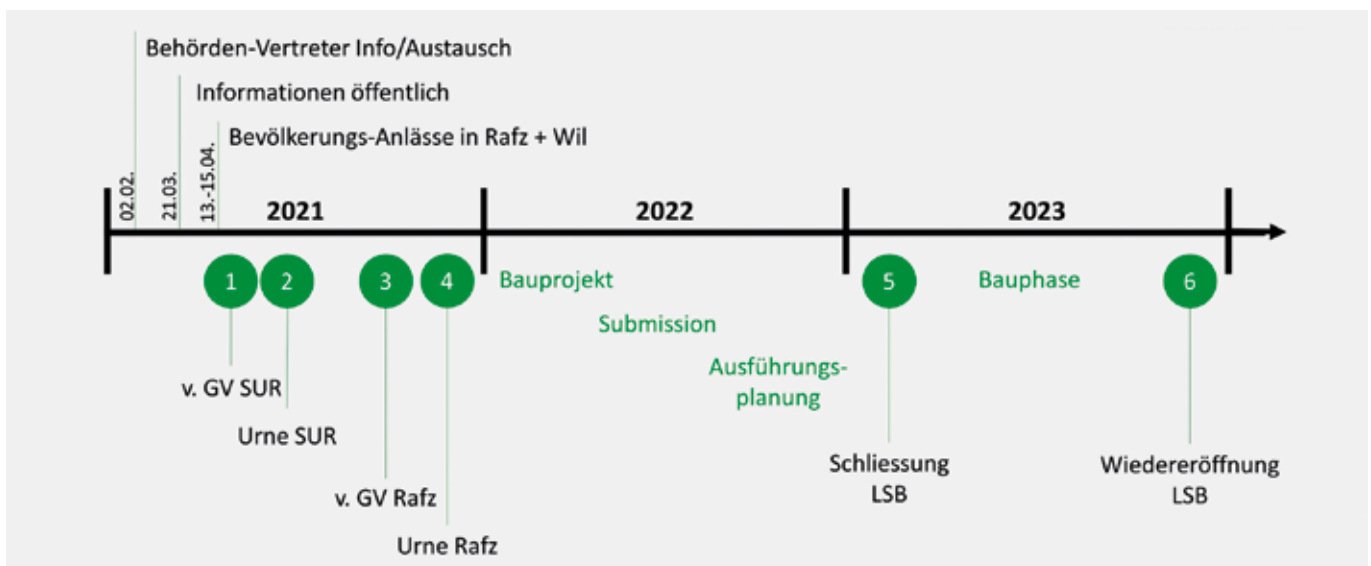 Behörden-Vertreter Info/Austausch
Informationen öffentlich
Bevölkerungs-Anlässe in Rafz + Wil
02.02.
21.03.
13.-15.04.
2021
2022
2023
1
2
3
4
Bauprojekt
5
Bauphase
6
Submission
Ausführungs-
planung
v. GV SUR
Urne SUR
v. GV Rafz
Urne Rafz
Schliessung
LSB
Wiedereröffnung
LSB